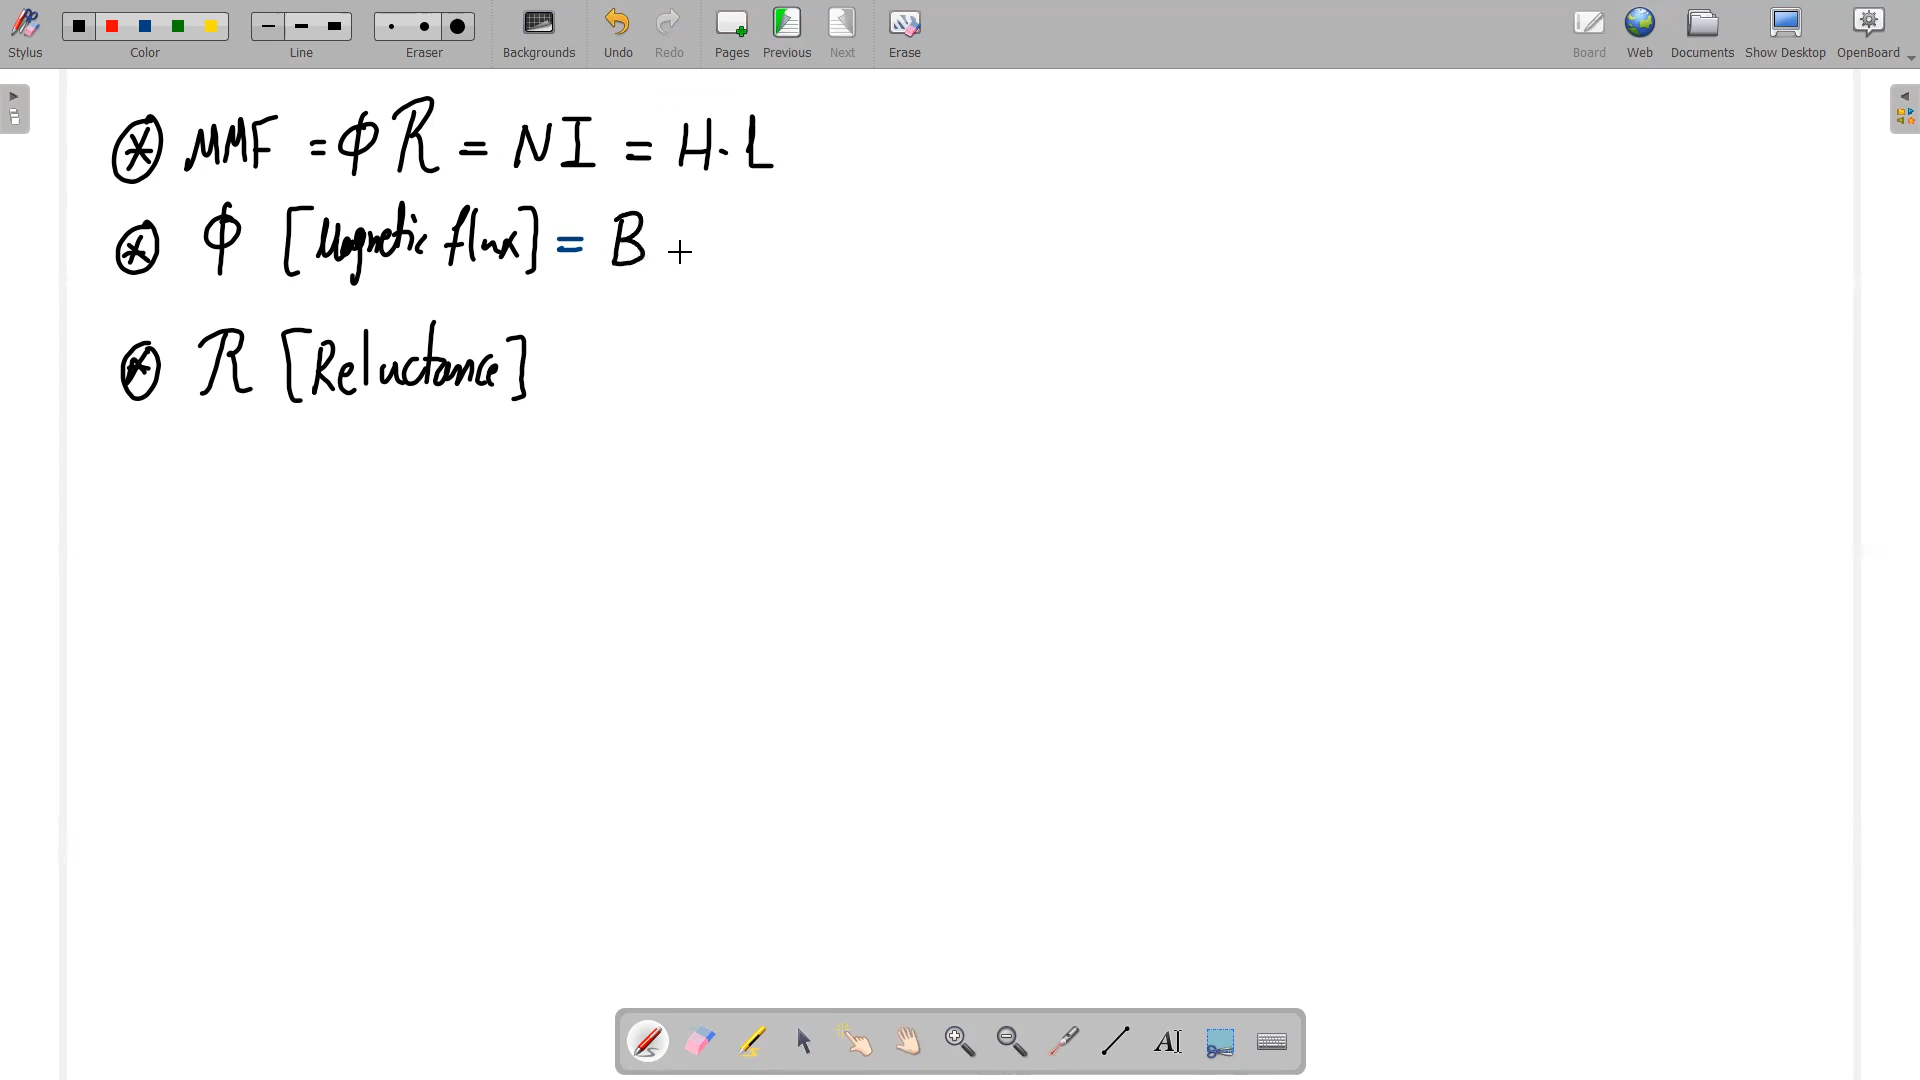 Stylus Color Line Eraser Backgrounds Undo Redo Pages Previous Next Erase Board Web Documents Show Desktop OpenBoard
⊛ MMF = ϕ R = NI = H · L
⊛ ϕ [Magnetic flux] = B
⊛ R [Reluctance]